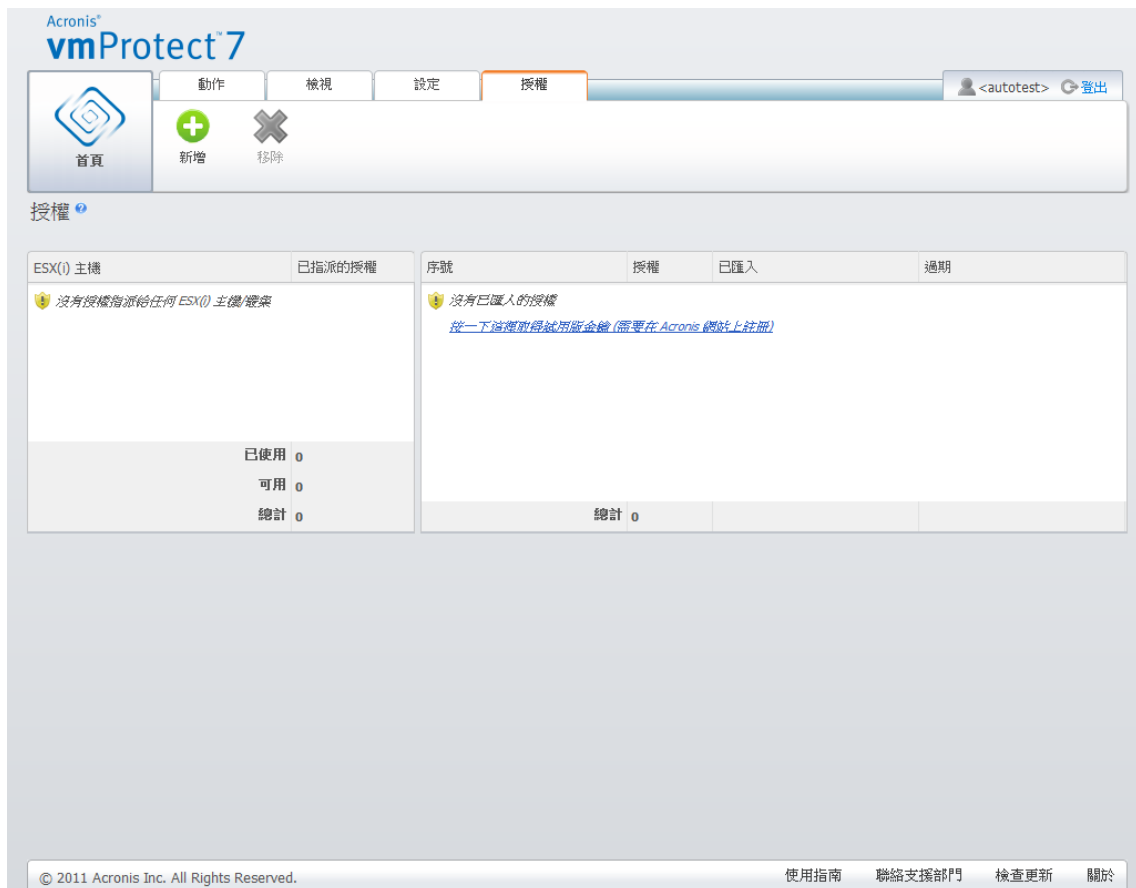 Acronis®
vmProtect™7
動作 檢視 設定 授權
<autotest> 登出
首頁
新增 移除
授權
ESX(i) 主機 已指派的授權
沒有授權指派給任何 ESX(i) 主機/叢集
已使用 0
可用 0
總計 0
序號 授權 已匯入 過期
沒有已匯入的授權
按一下這裡取得試用版金鑰 (需要在 Acronis 網站上註冊)
總計 0
© 2011 Acronis Inc. All Rights Reserved.
使用指南 聯絡支援部門 檢查更新 關於